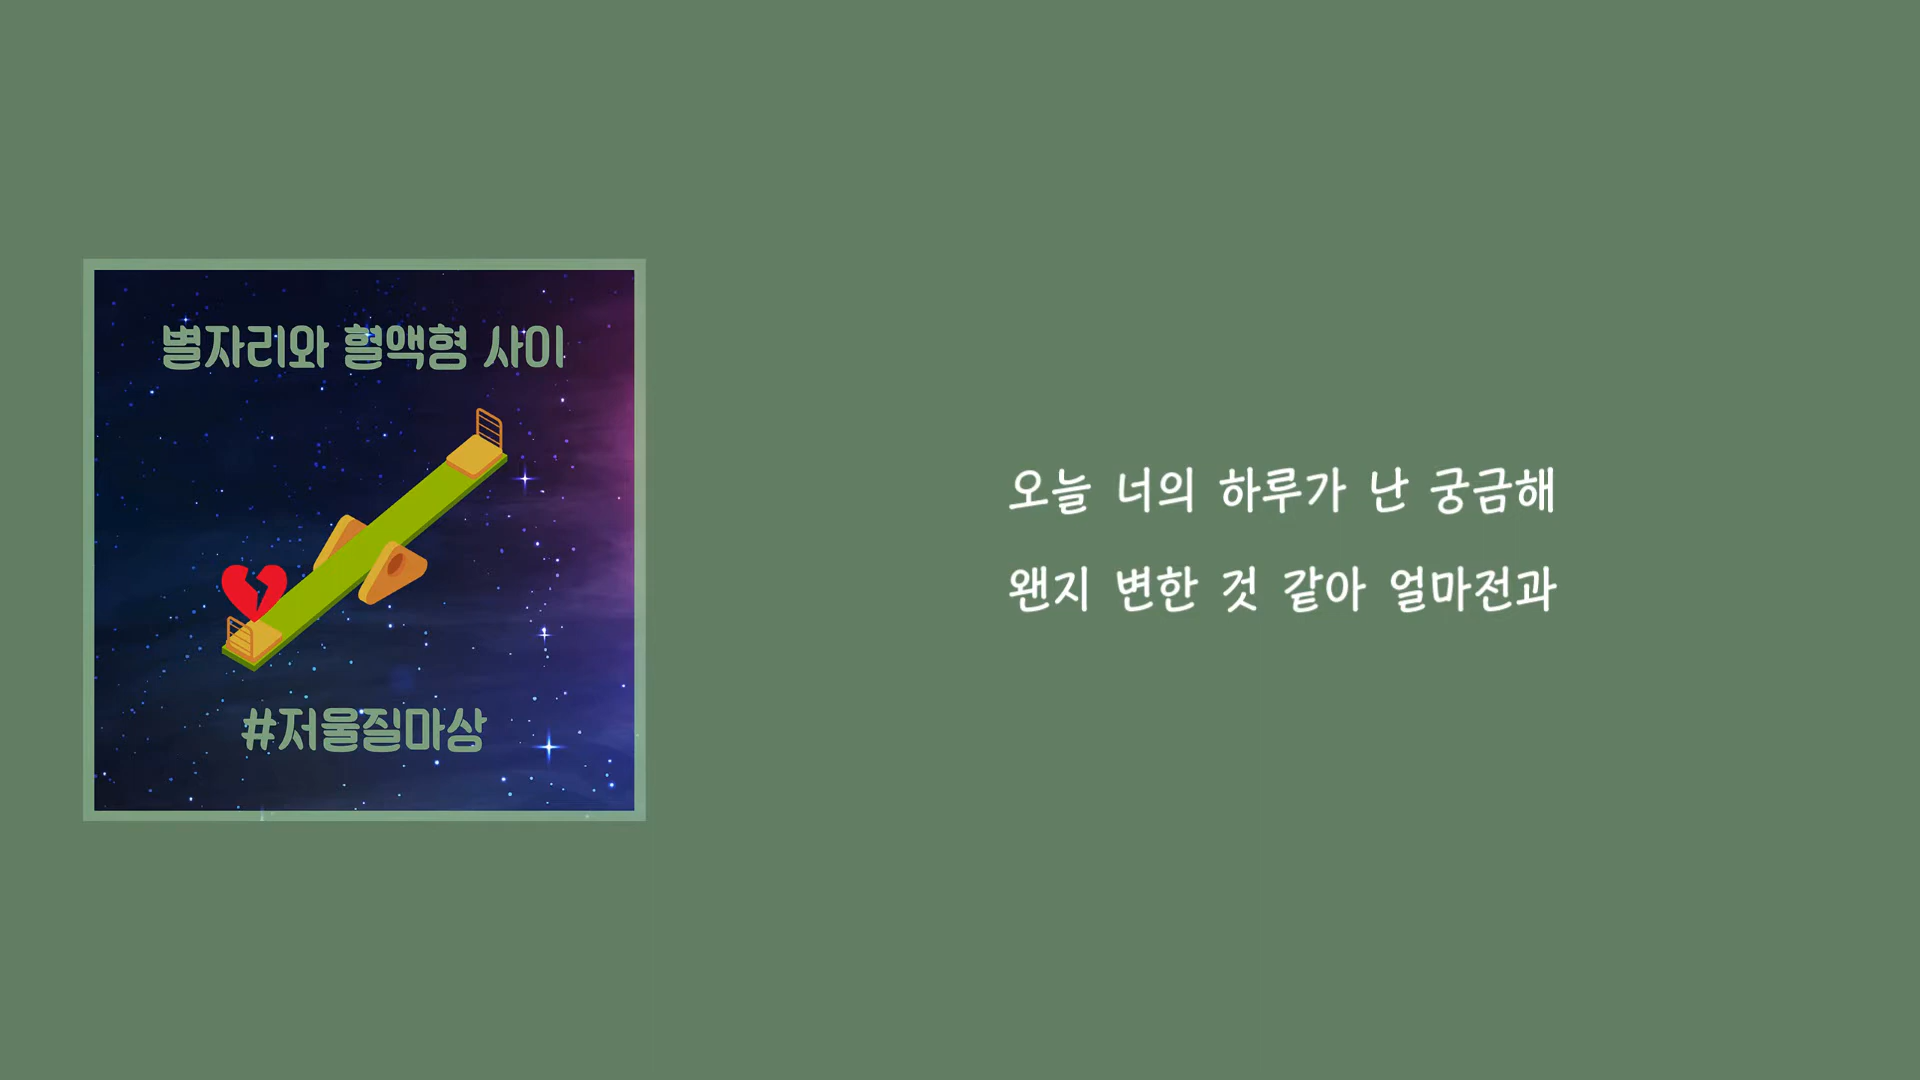 별자리와 혈액형 사이
#저울질마상
오늘 너의 하루가 난 궁금해
왠지 변한 것 같아 얼마전과